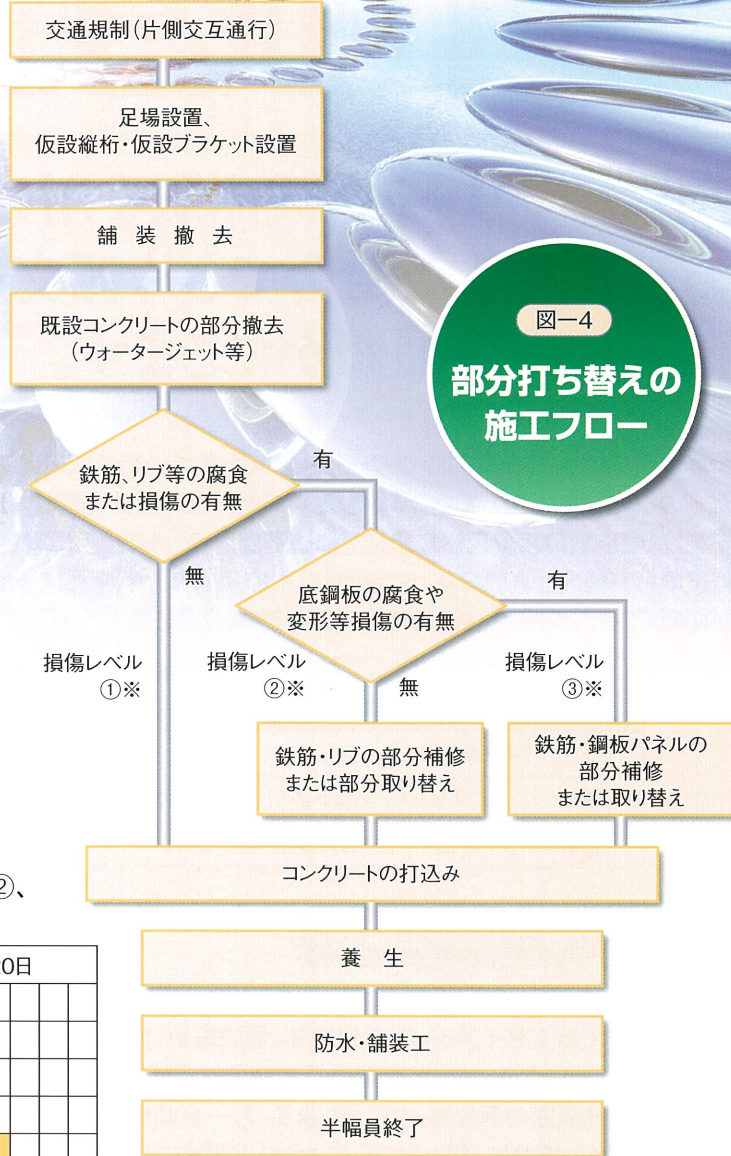 交通規制(片側交互通行)
足場設置、
仮設縦桁・仮設ブラケット設置
舗装撤去
既設コンクリートの部分撤去
(ウォータージェット等)
図－4
部分打ち替えの
施工フロー
鉄筋、リブ等の腐食
または損傷の有無
有
無
底鋼板の腐食や
変形等損傷の有無
有
無
損傷レベル
①※
損傷レベル
②※
損傷レベル
③※
鉄筋・リブの部分補修
または部分取り替え
鉄筋・鋼板パネルの
部分補修
または取り替え
コンクリートの打込み
②、
養生
0日
防水・舗装工
半幅員終了